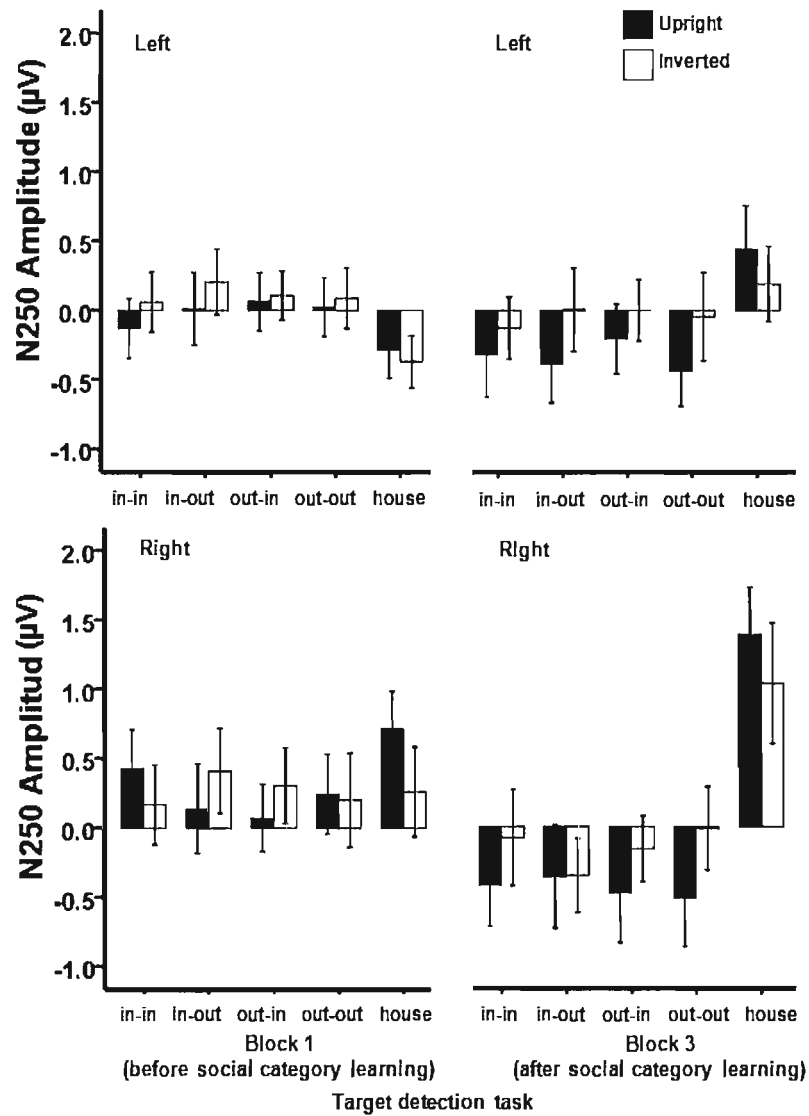 Upright
Inverted
Left
Left
N250 Amplitude (µV)
2.0
1.5
1.0
0.5
0.0
-0.5
-1.0
in-in in-out out-in out-out house
in-in in-out out-in out-out house
Right
RIght
N250 Amplitud (µV)
2.0
1.5
1.0
0.5
0.0
-0.5
-1.0
in-in In-out out-in out-out house
in-in in-out out-in out-out house
Block 1
(before social category learning)
Block 3
(after social category learning)
Target detection task